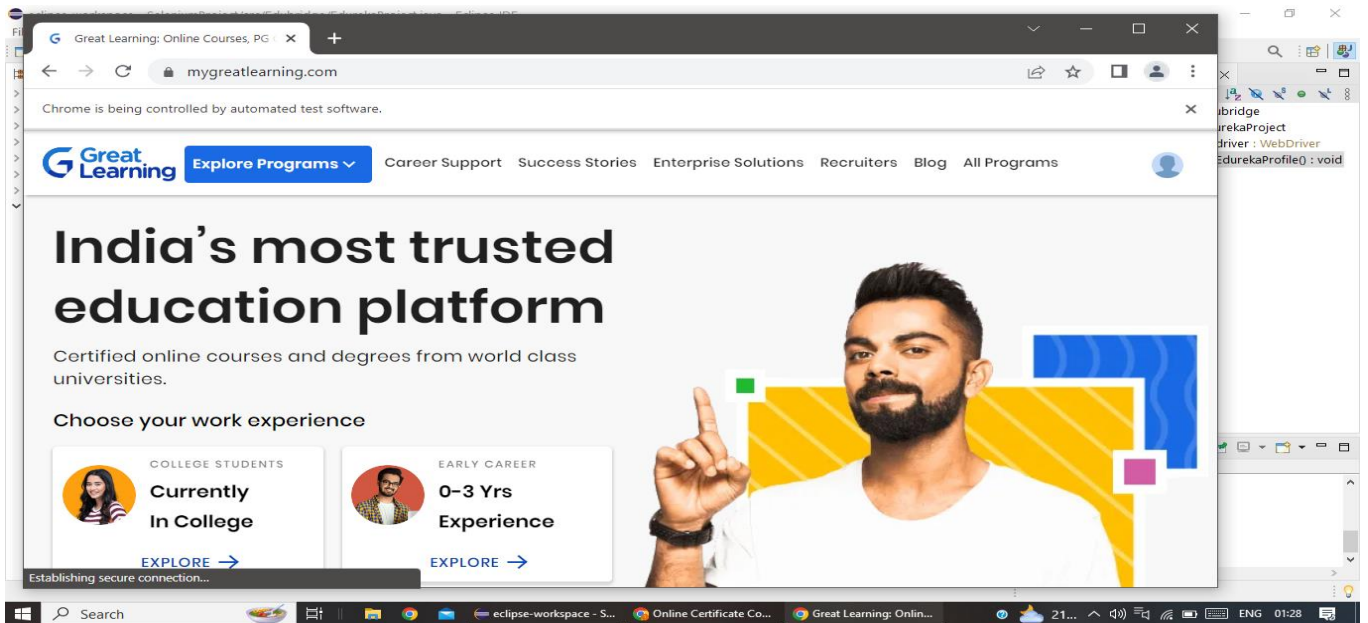 Great Learning: Online Courses, PG
mygreatlearning.com
Chrome is being controlled by automated test software.
Great
Learning
Explore Programs
Career Support Success Stories Enterprise Solutions Recruiters Blog All Programs
India's most trusted
education platform
Certified online courses and degrees from world class
universities.
Choose your work experience
COLLEGE STUDENTS
Currently
In College
EXPLORE →
EARLY CAREER
0-3 Yrs
Experience
EXPLORE →
Establishing secure connection...
ubridge
urekaProject
driver : WebDriver
EdurekaProfile() : void
Search
eclipse-workspace - S...
Online Certificate Co...
Great Learning: Onlin...
21...
ENG
01:28